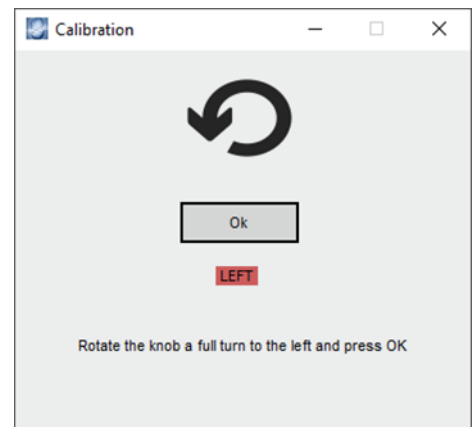 Calibration
Ok
LEFT
Rotate the knob a full turn to the left and press OK